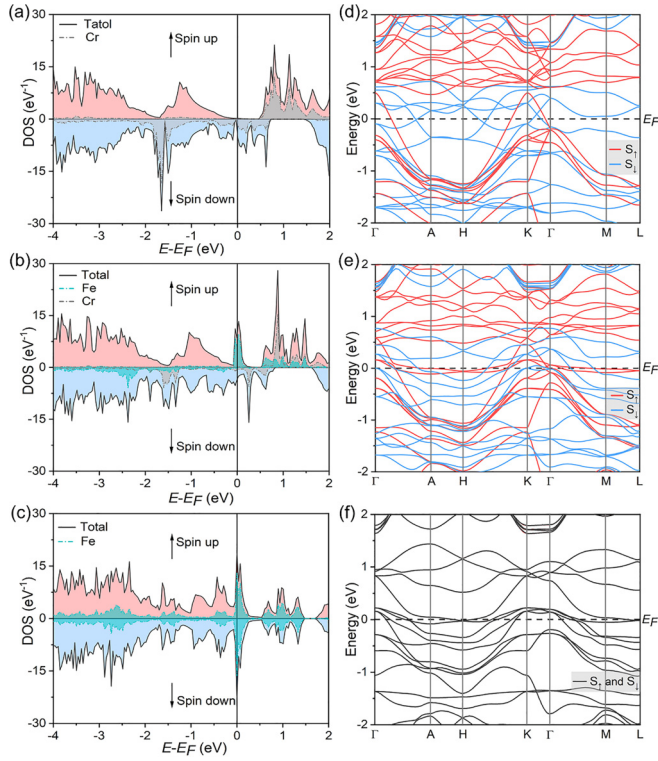 (a)
Tatol
Cr
Spin up
Spin down
DOS (eV⁻¹)
30
15
0
15
-30
-4 -3 -2 -1 0 1 2
E-E_F (eV)
(d)
Energy (eV)
2
1
0
-1
-2
E_F
S↑
S↓
Γ A H K Γ M L
(b)
Total
Fe
Cr
Spin up
Spin down
DOS (eV⁻¹)
30
15
0
-15
-30
-4 -3 -2 -1 0 1 2
E-E_F (eV)
(e)
Energy (eV)
2
1
0
-1
-2
E_F
S↑
S↓
Γ A H K Γ M L
(c)
Total
Fe
Spin up
Spin down
DOS (eV⁻¹)
30
15
0
-15
-30
-4 -3 -2 -1 0 1 2
E-E_F (eV)
(f)
Energy (eV)
2
1
0
-1
-2
E_F
S↑ and S↓
Γ A H K Γ M L